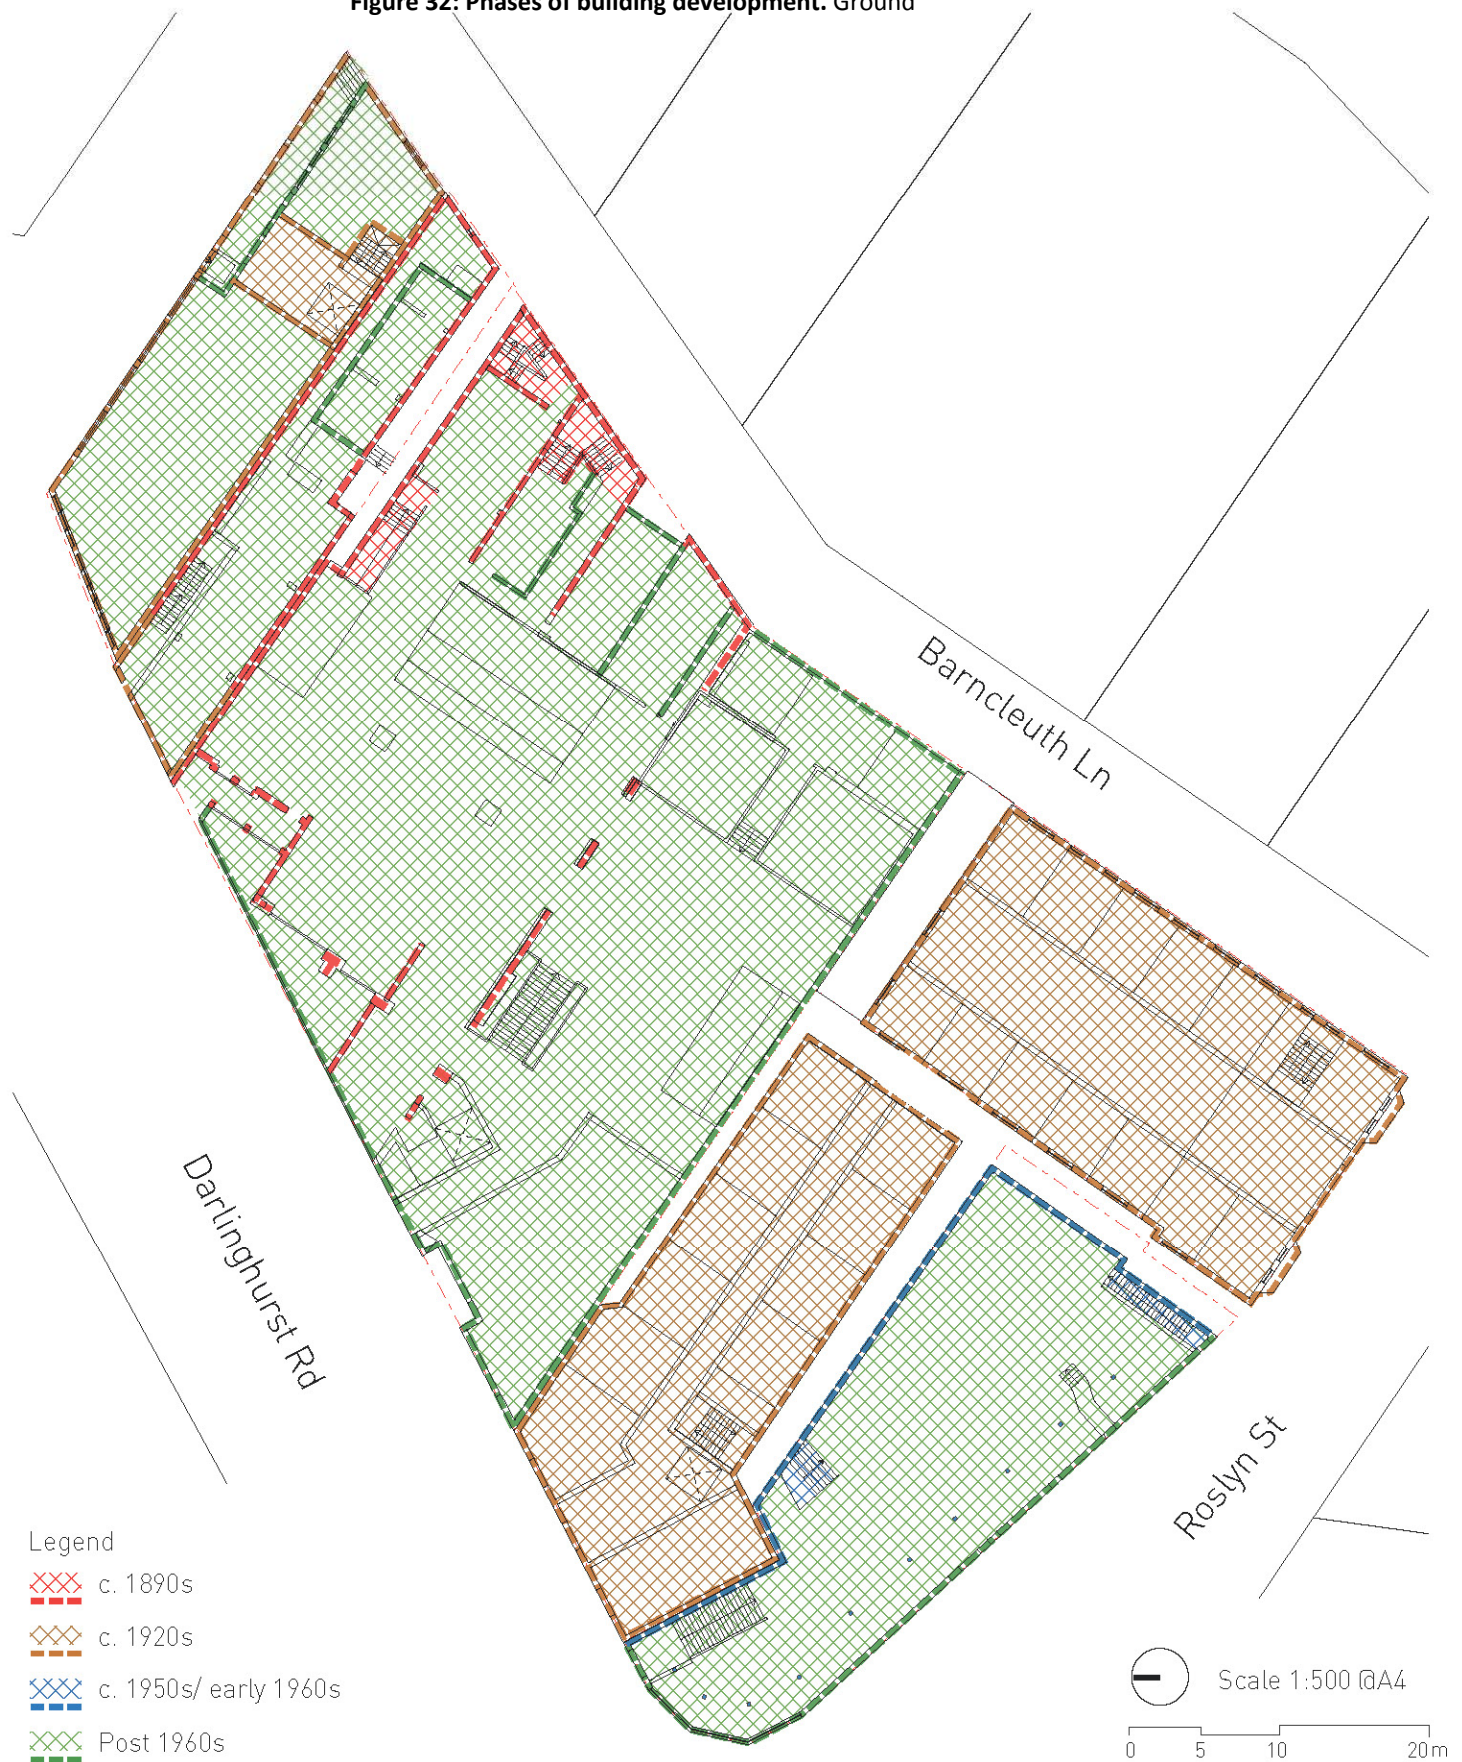 Figure 32: Phases of building development. Ground
Barncleuth Ln
Darlinghurst Rd
Roslyn St
Legend
c. 1890s
c. 1920s
c. 1950s/ early 1960s
Post 1960s
Scale 1:500 @A4
0 5 10 20m